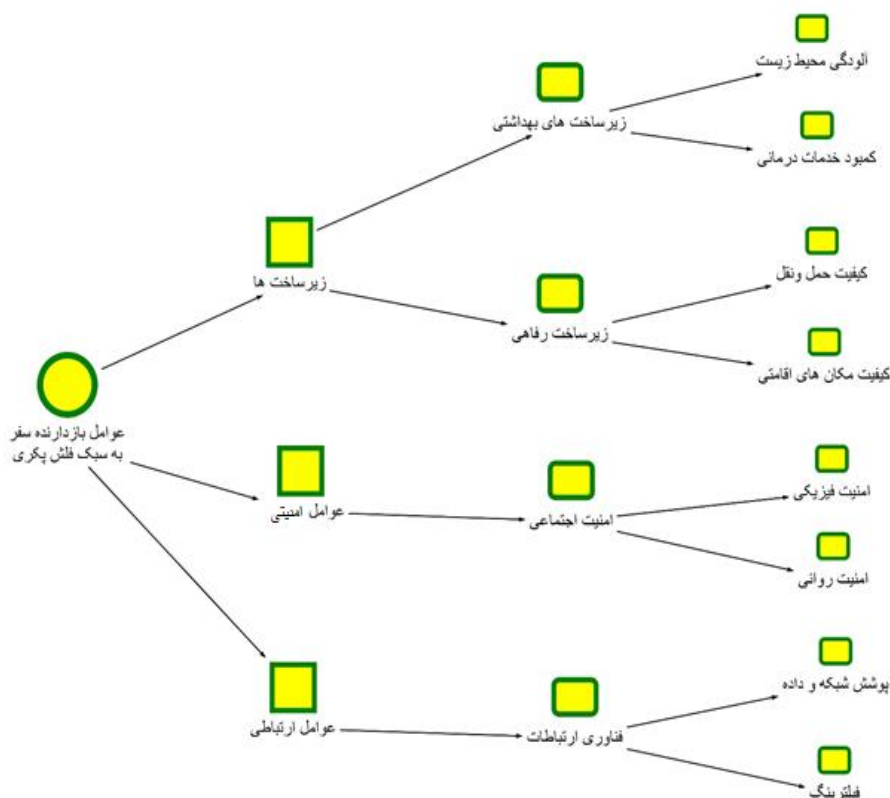 آلودگی محیط زیست
زیرساخت های بهداشتی
کمبود خدمات درمانی
زیرساخت ها
کیفیت حمل ونقل
زیرساخت رفاهی
کیفیت مکان های اقامتی
عوامل بازدارنده سفر
به سبک فلش پکری
امنیت فیزیکی
عوامل امنیتی
امنیت اجتماعی
امنیت روانی
پوشش شبکه و داده
عوامل ارتباطی
فناوری ارتباطات
فیلترینگ